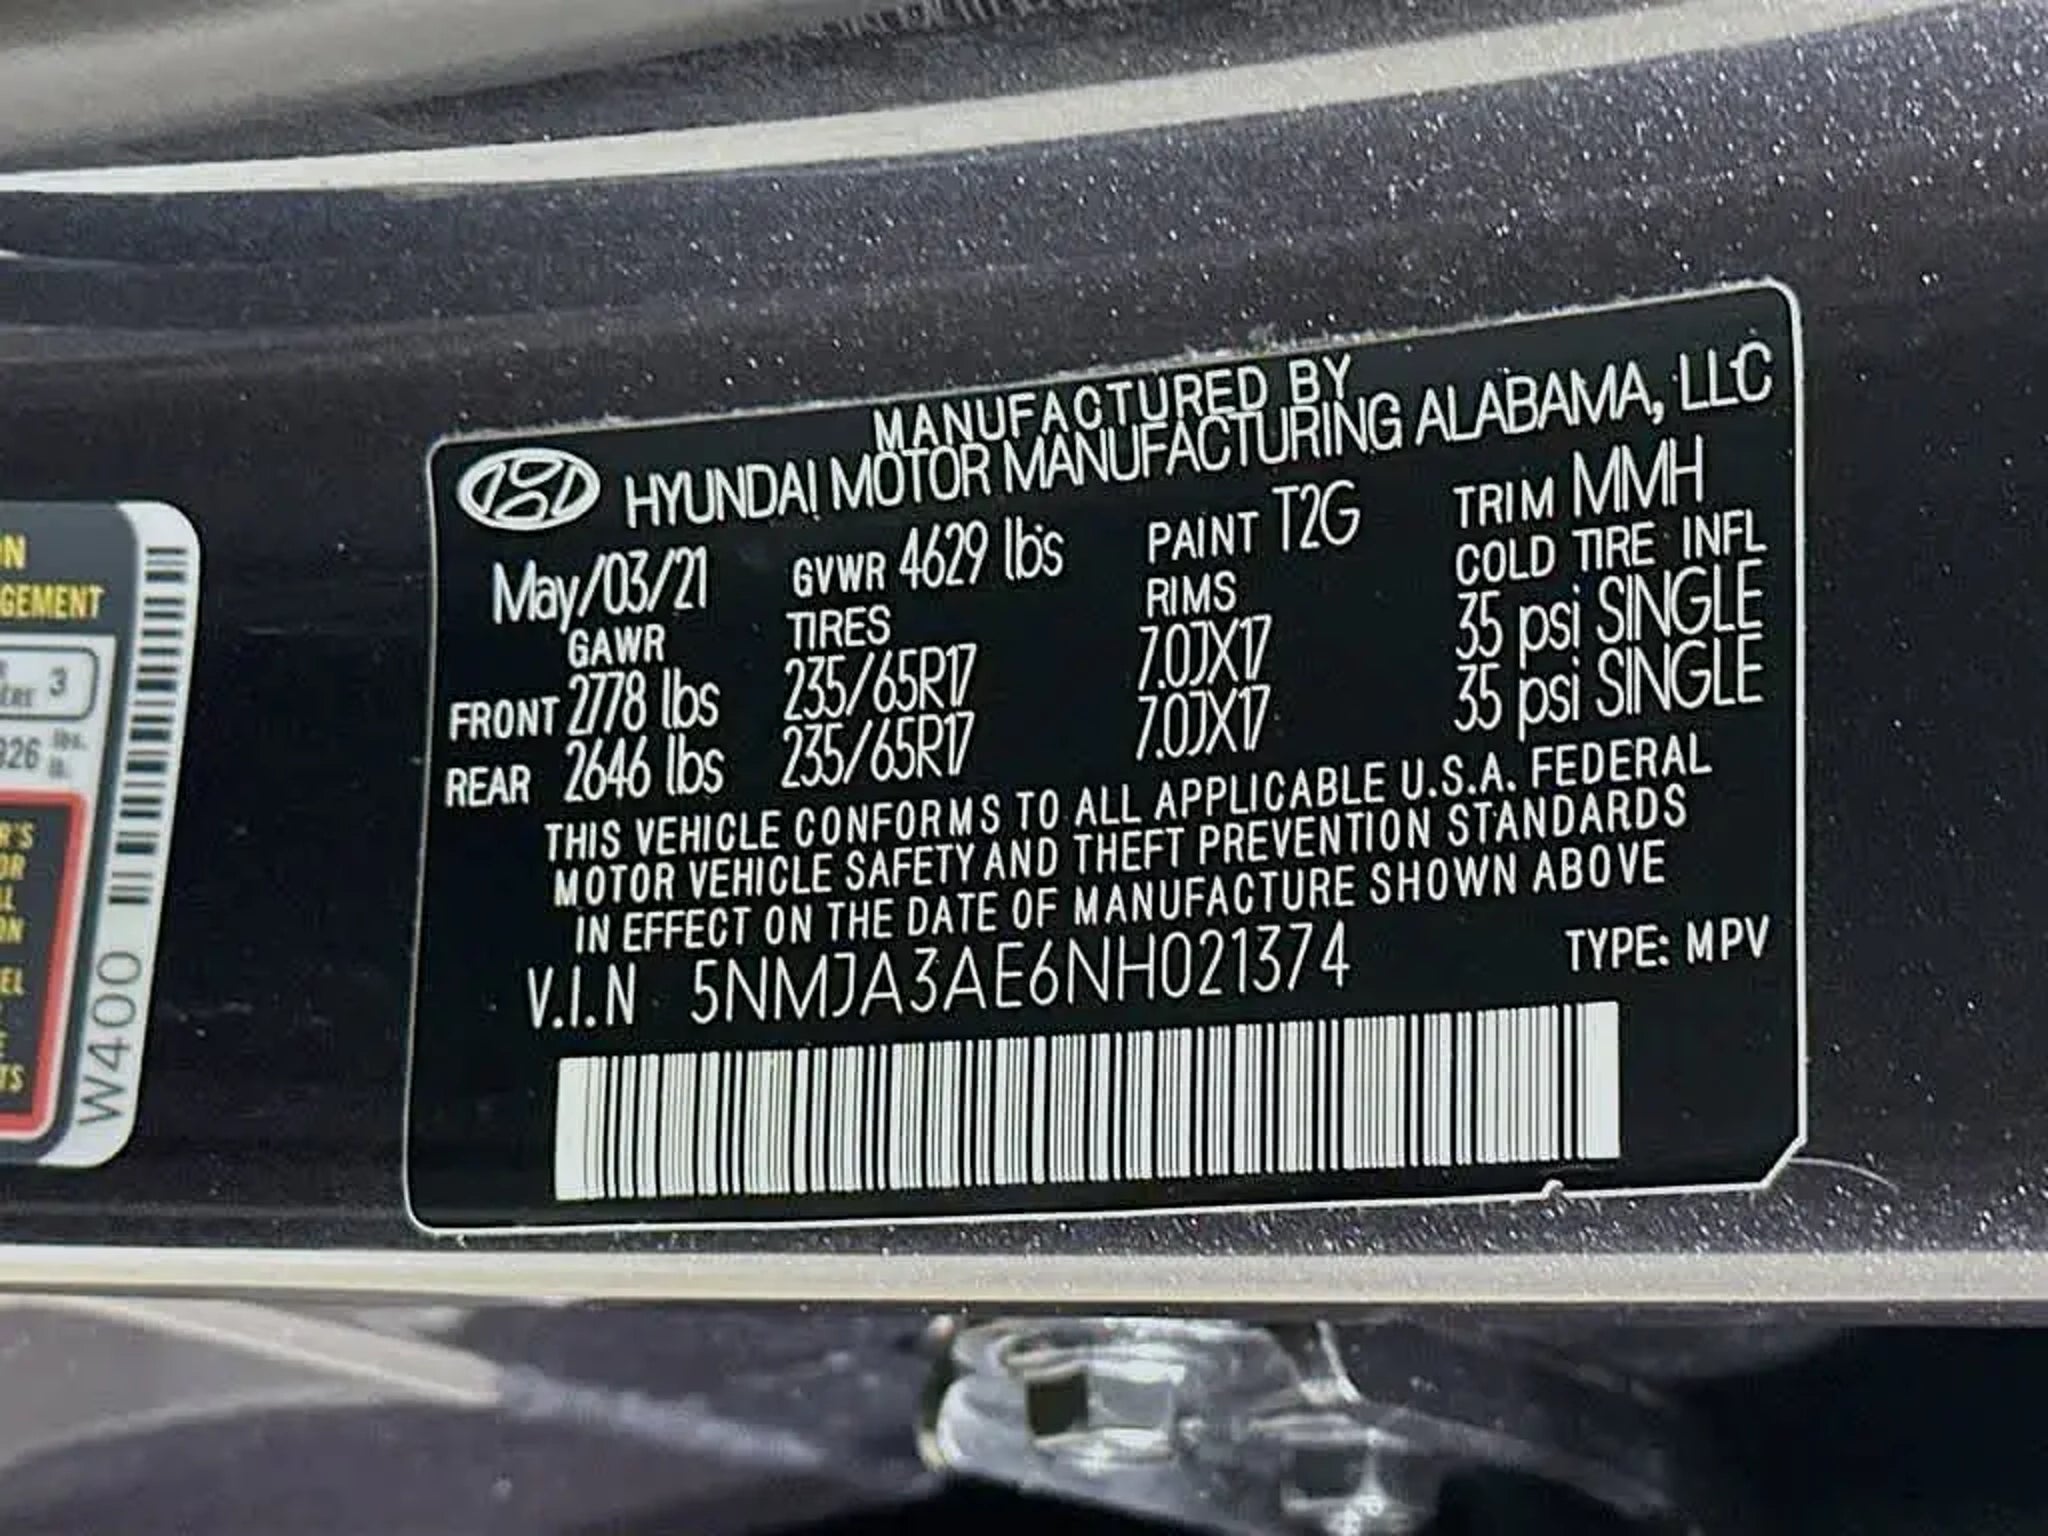 MANUFACTURED BY
HYUNDAI MOTOR MANUFACTURING ALABAMA, LLC
May/03/21 GVWR 4629 lbs PAINT T2G TRIM MMH
GAWR TIRES RIMS COLD TIRE INFL
FRONT 2778 lbs 235/65R17 7.0JX17 35 psi SINGLE
REAR 2646 lbs 235/65R17 7.0JX17 35 psi SINGLE
THIS VEHICLE CONFORMS TO ALL APPLICABLE U.S.A. FEDERAL
MOTOR VEHICLE SAFETY AND THEFT PREVENTION STANDARDS
IN EFFECT ON THE DATE OF MANUFACTURE SHOWN ABOVE
V.I.N 5NMJA3AE6NH021374 TYPE: MPV
GEMENT
3
lbs.
W400